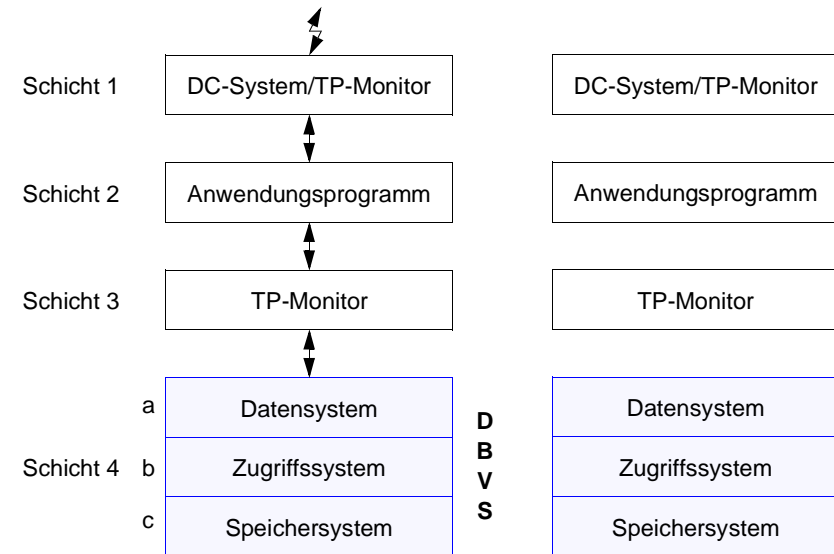 Schicht 1 DC-System/TP-Monitor DC-System/TP-Monitor
Schicht 2 Anwendungsprogramm Anwendungsprogramm
Schicht 3 TP-Monitor TP-Monitor
a Datensystem D Datensystem
Schicht 4 b Zugriffssystem B V Zugriffssystem
c Speichersystem S Speichersystem